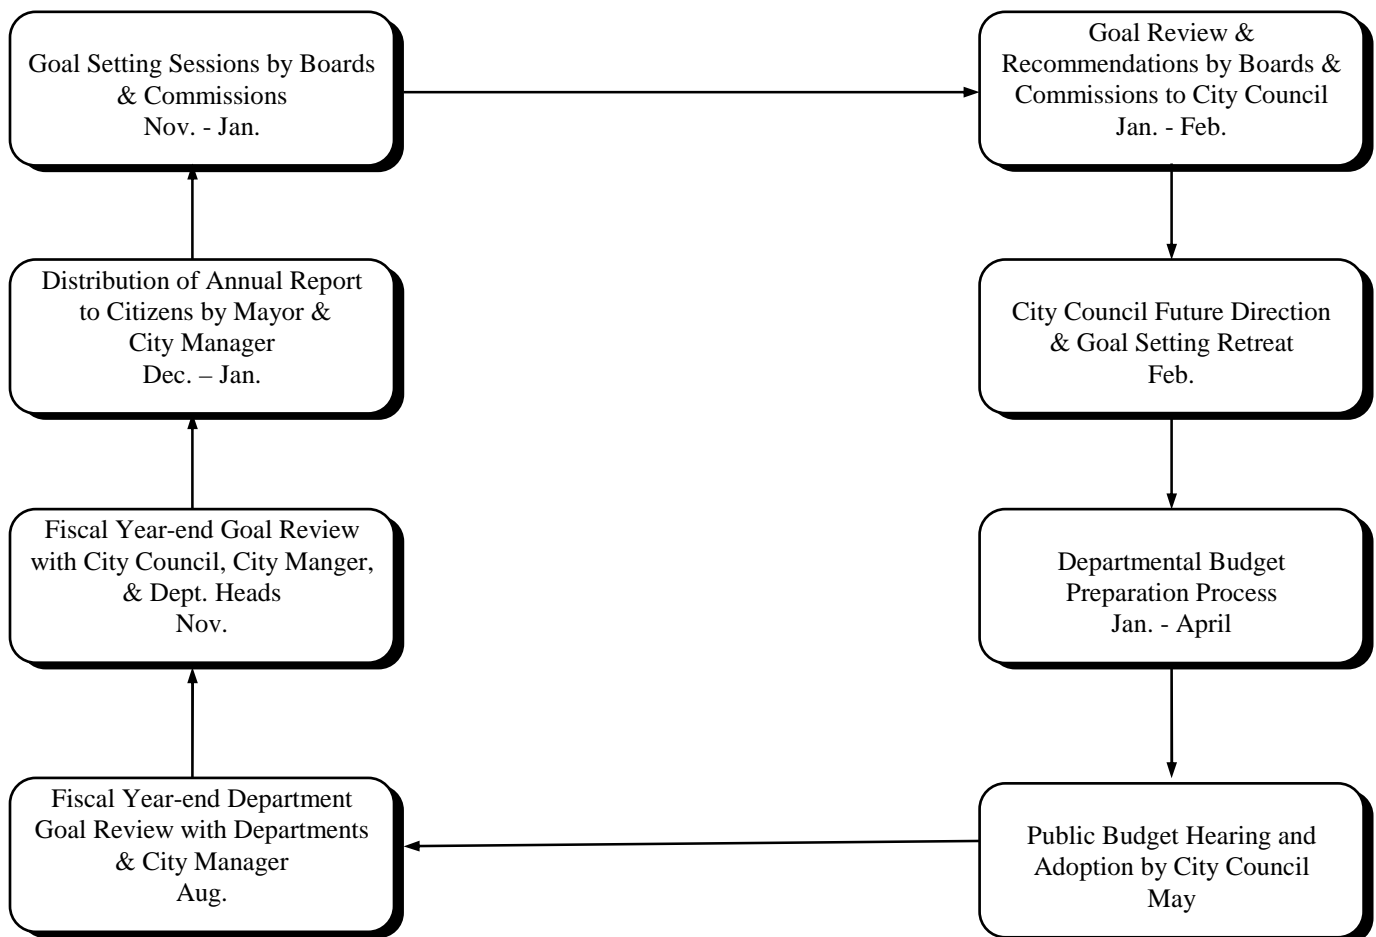 Goal Setting Sessions by Boards
& Commissions
Nov. - Jan.
Goal Review &
Recommendations by Boards &
Commissions to City Council
Jan. - Feb.
Distribution of Annual Report
to Citizens by Mayor &
City Manager
Dec. – Jan.
City Council Future Direction
& Goal Setting Retreat
Feb.
Fiscal Year-end Goal Review
with City Council, City Manger,
& Dept. Heads
Nov.
Departmental Budget
Preparation Process
Jan. - April
Fiscal Year-end Department
Goal Review with Departments
& City Manager
Aug.
Public Budget Hearing and
Adoption by City Council
May